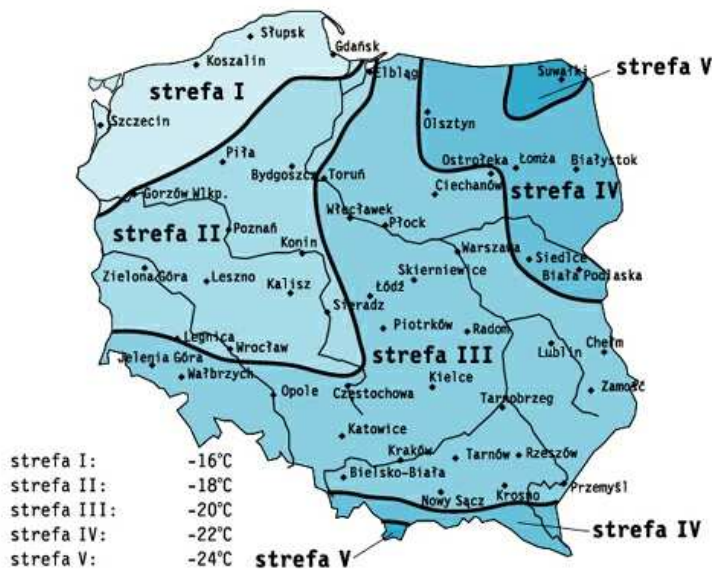 Słupsk
Gdańsk
Koszalin
Elbląg
Suwałki
strefa V
strefa I
Szczecin
Olsztyn
Piła
Ostrołęka
Łomża
Białystok
Bydgoszcz
Toruń
Ciechanów
Gorzów Wlkp.
strefa IV
Włocławek
Płock
strefa II
Poznań
Konin
Warszawa
Siedlce
Skierniewice
Biała Podlaska
Zielona Góra
Leszno
Kalisz
Łódź
Sieradz
Piotrków
Radom
Legnica
Wrocław
strefa III
Lublin
Chełm
Jelenia Góra
Wałbrzych
Opole
Częstochowa
Kielce
Zamość
Tarnobrzeg
Katowice
Kraków
Tarnów
Rzeszów
Bielsko-Biała
Nowy Sącz
Krosno
Przemyśl
strefa IV
strefa V
strefa I: -16°C
strefa II: -18°C
strefa III: -20°C
strefa IV: -22°C
strefa V: -24°C